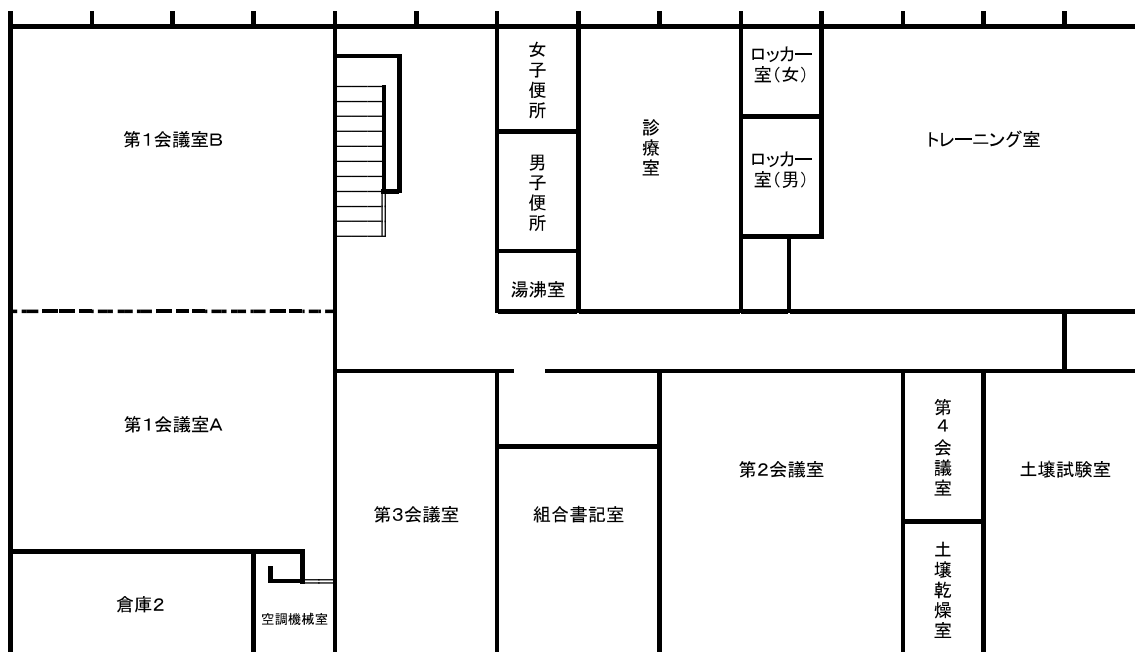 第1会議室B
女子便所
男子便所
湯沸室
診療室
ロッカー
室(女)
ロッカー
室(男)
トレーニング室
第1会議室A
第3会議室
組合書記室
第2会議室
第4会議室
土壌乾燥室
土壌試験室
倉庫2
空調機械室